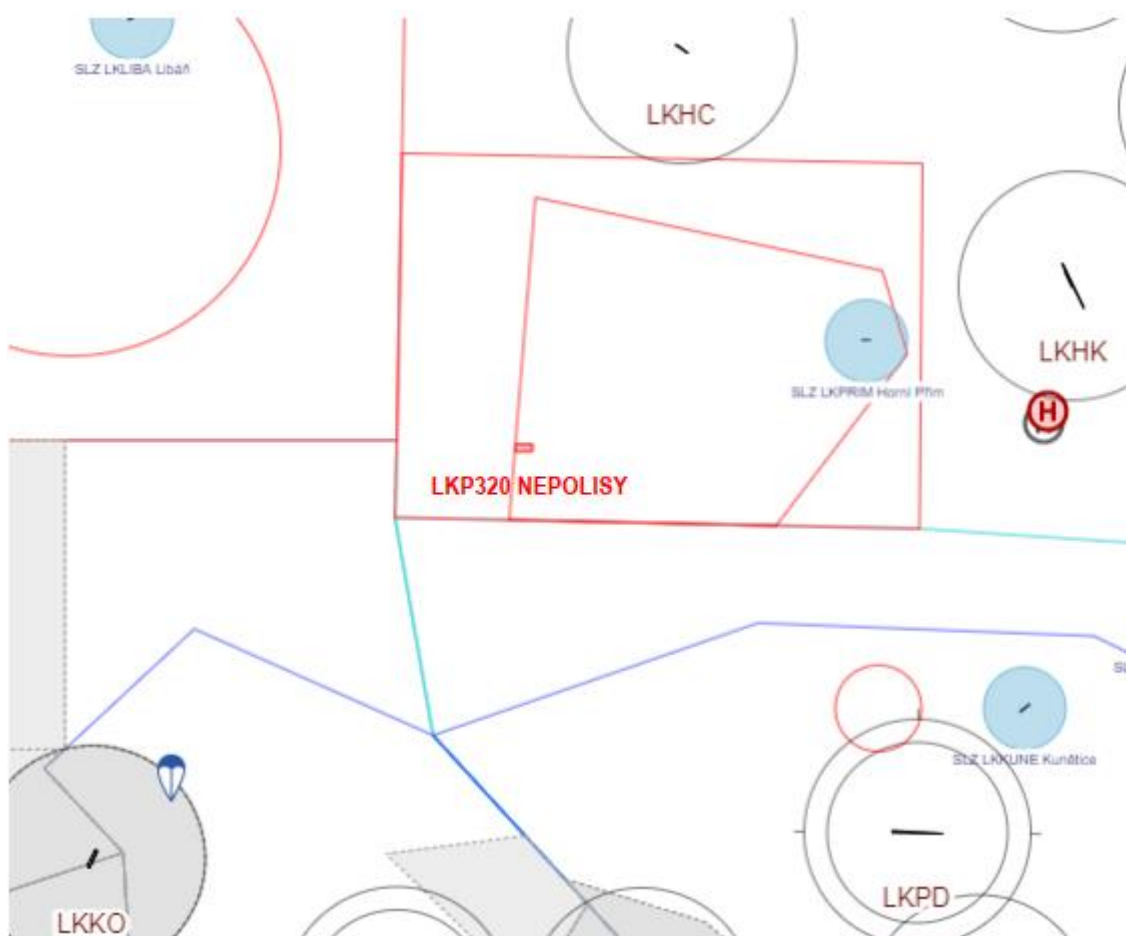 SLZ LKLIBA Libáň
LKHC
LKHK
SLZ LKPRIM Horní Přím
H
LKP320 NEPOLISY
SLZ LKKUNE Kunětice
LKPD
LKKO